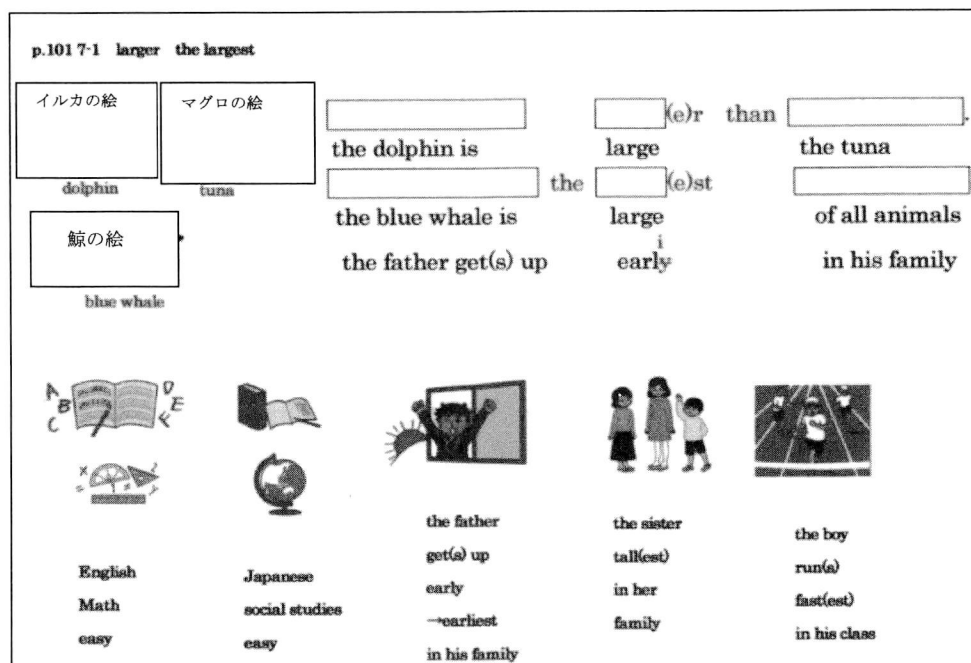 p.101 7-1 larger the largest
イルカの絵
マグロの絵
dolphin
tuna
鯨の絵
blue whale
(e)r than .
the dolphin is large the tuna
the (e)st
the blue whale is large of all animals
i
the father get(s) up early in his family
A
B
C
D
E
F
English
Math
easy
Japanese
social studies
easy
the father
get(s) up
early
→earliest
in his family
the sister
tall(est)
in her
family
the boy
run(s)
fast(est)
in his class